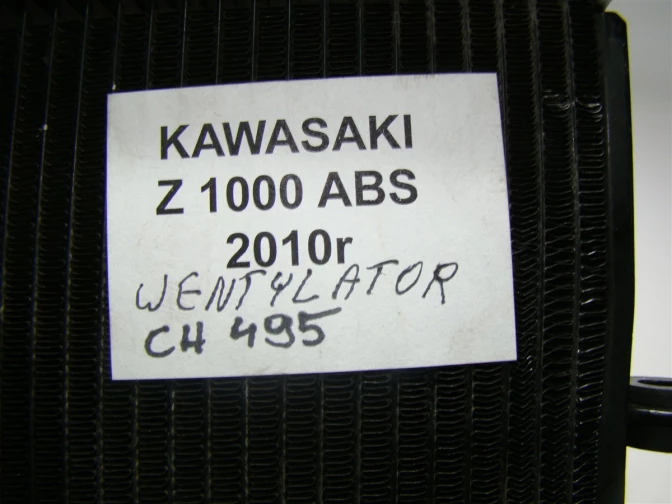 KAWASAKI
Z 1000 ABS
2010r
WENTYLATOR
CH 495